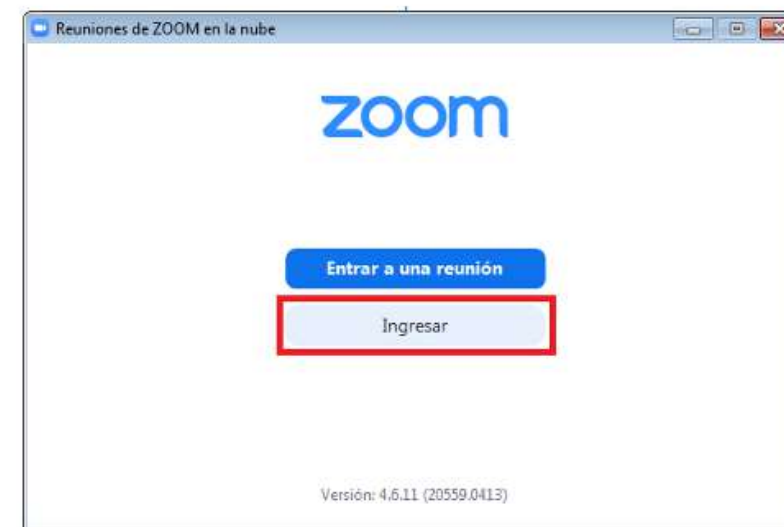 Reuniones de ZOOM en la nube
zoom
Entrar a una reunión
Ingresar
Versión: 4.6.11 (20559.0413)